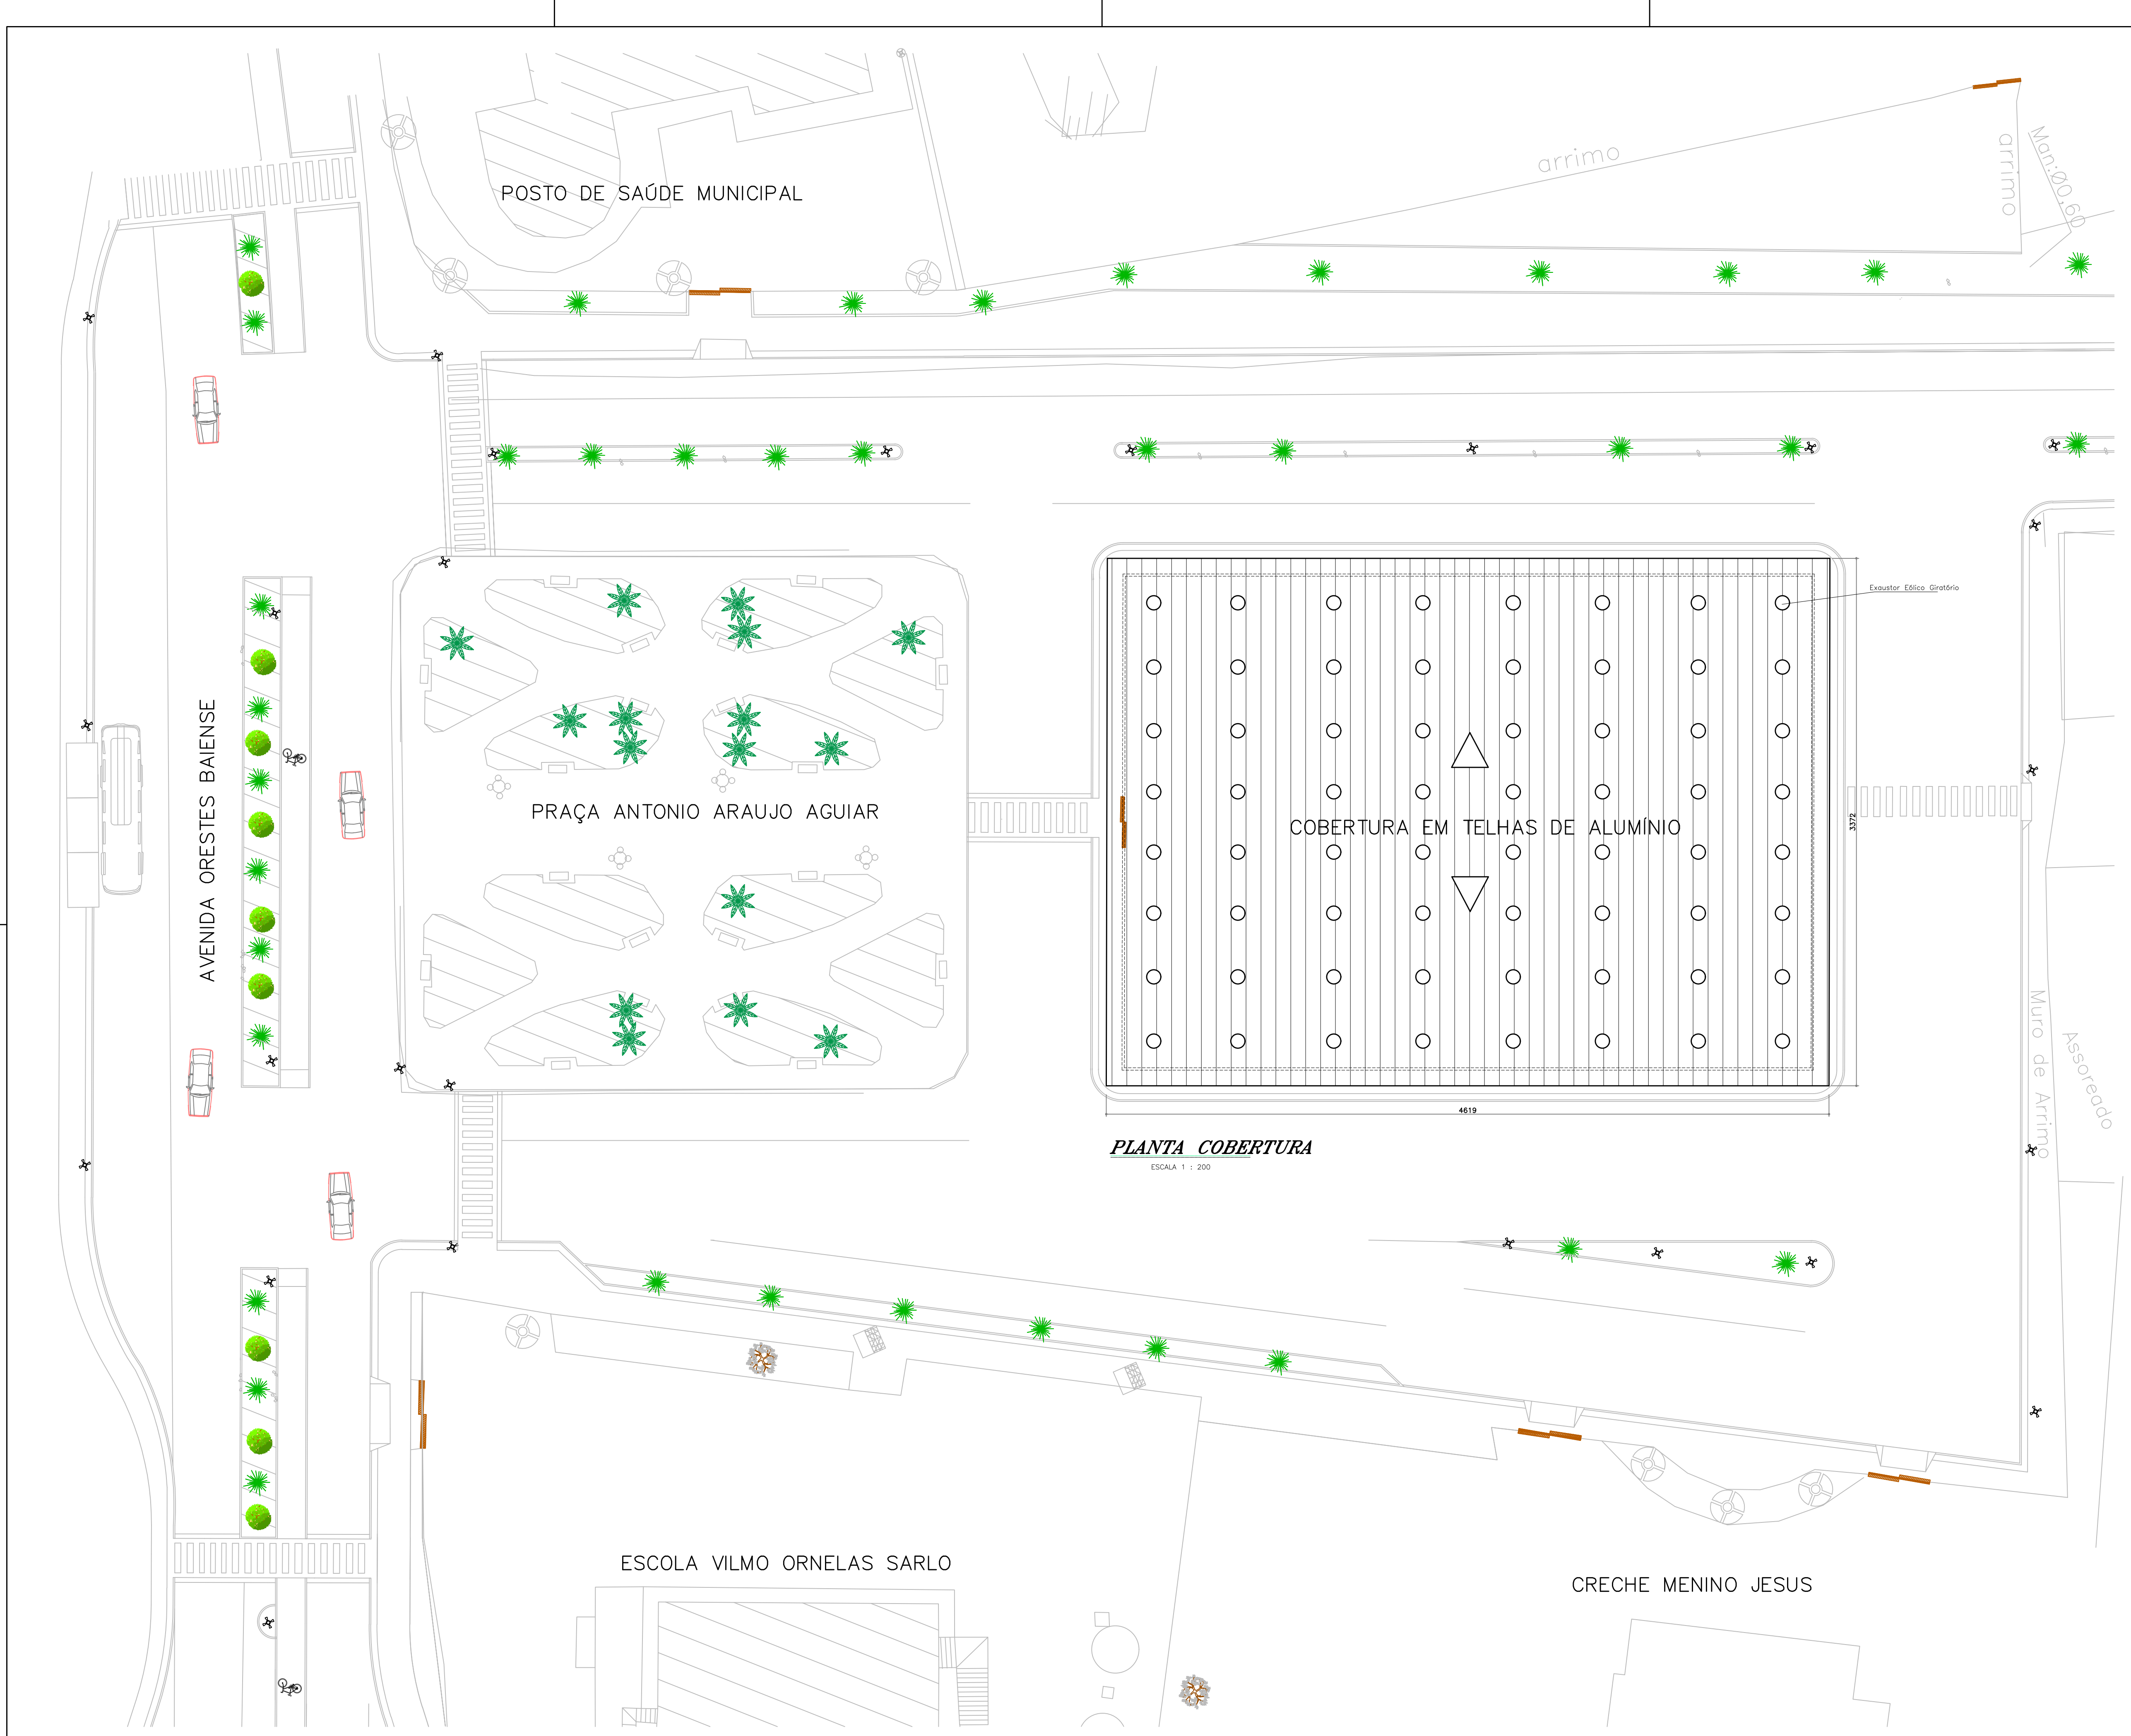 arrimo
arrimo
Man:Ø0,60
POSTO DE SAÚDE MUNICIPAL
Exaustor Eólico Giratório
AVENIDA ORESTES BAIENSE
PRAÇA ANTONIO ARAUJO AGUIAR
COBERTURA EM TELHAS DE ALUMÍNIO
3372
4619
Muro de Arrimo
Assoreado
PLANTA COBERTURA
ESCALA 1 : 200
ESCOLA VILMO ORNELAS SARLO
CRECHE MENINO JESUS